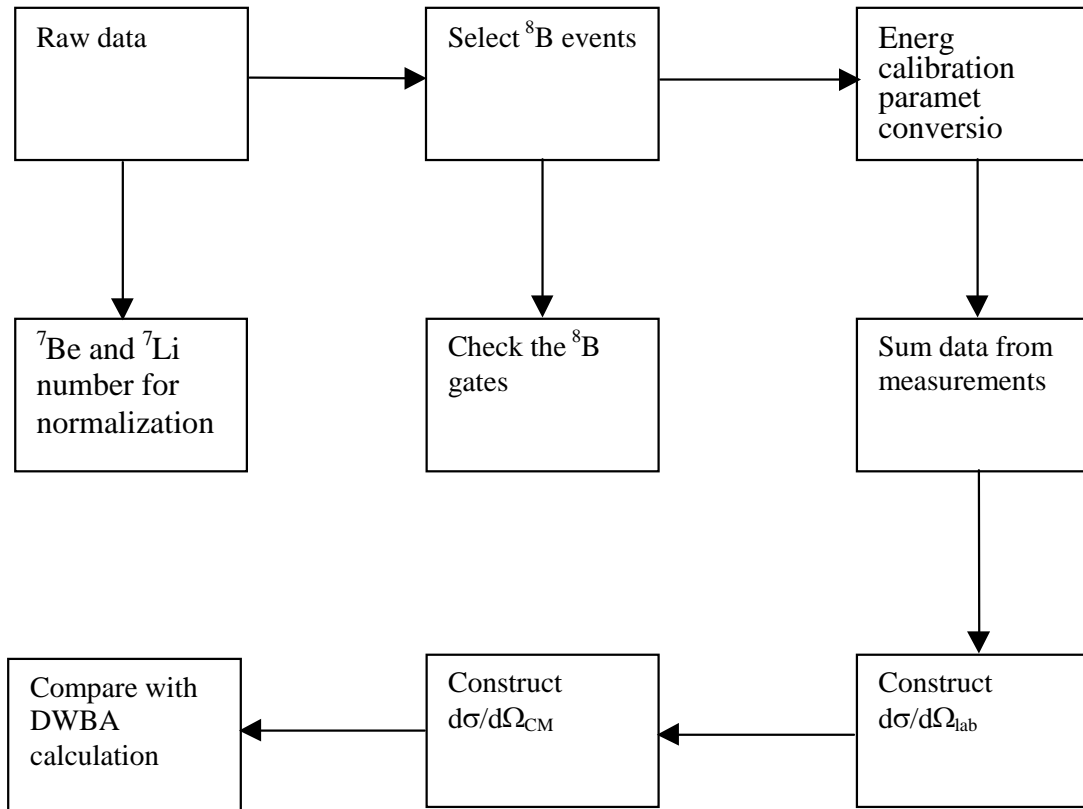 Raw data
Select ⁸B events
Energ
calibration
paramet
conversio
⁷Be and ⁷Li
number for
normalization
Check the ⁸B
gates
Sum data from
measurements
Compare with
DWBA
calculation
Construct
dσ/dΩCM
Construct
dσ/dΩlab